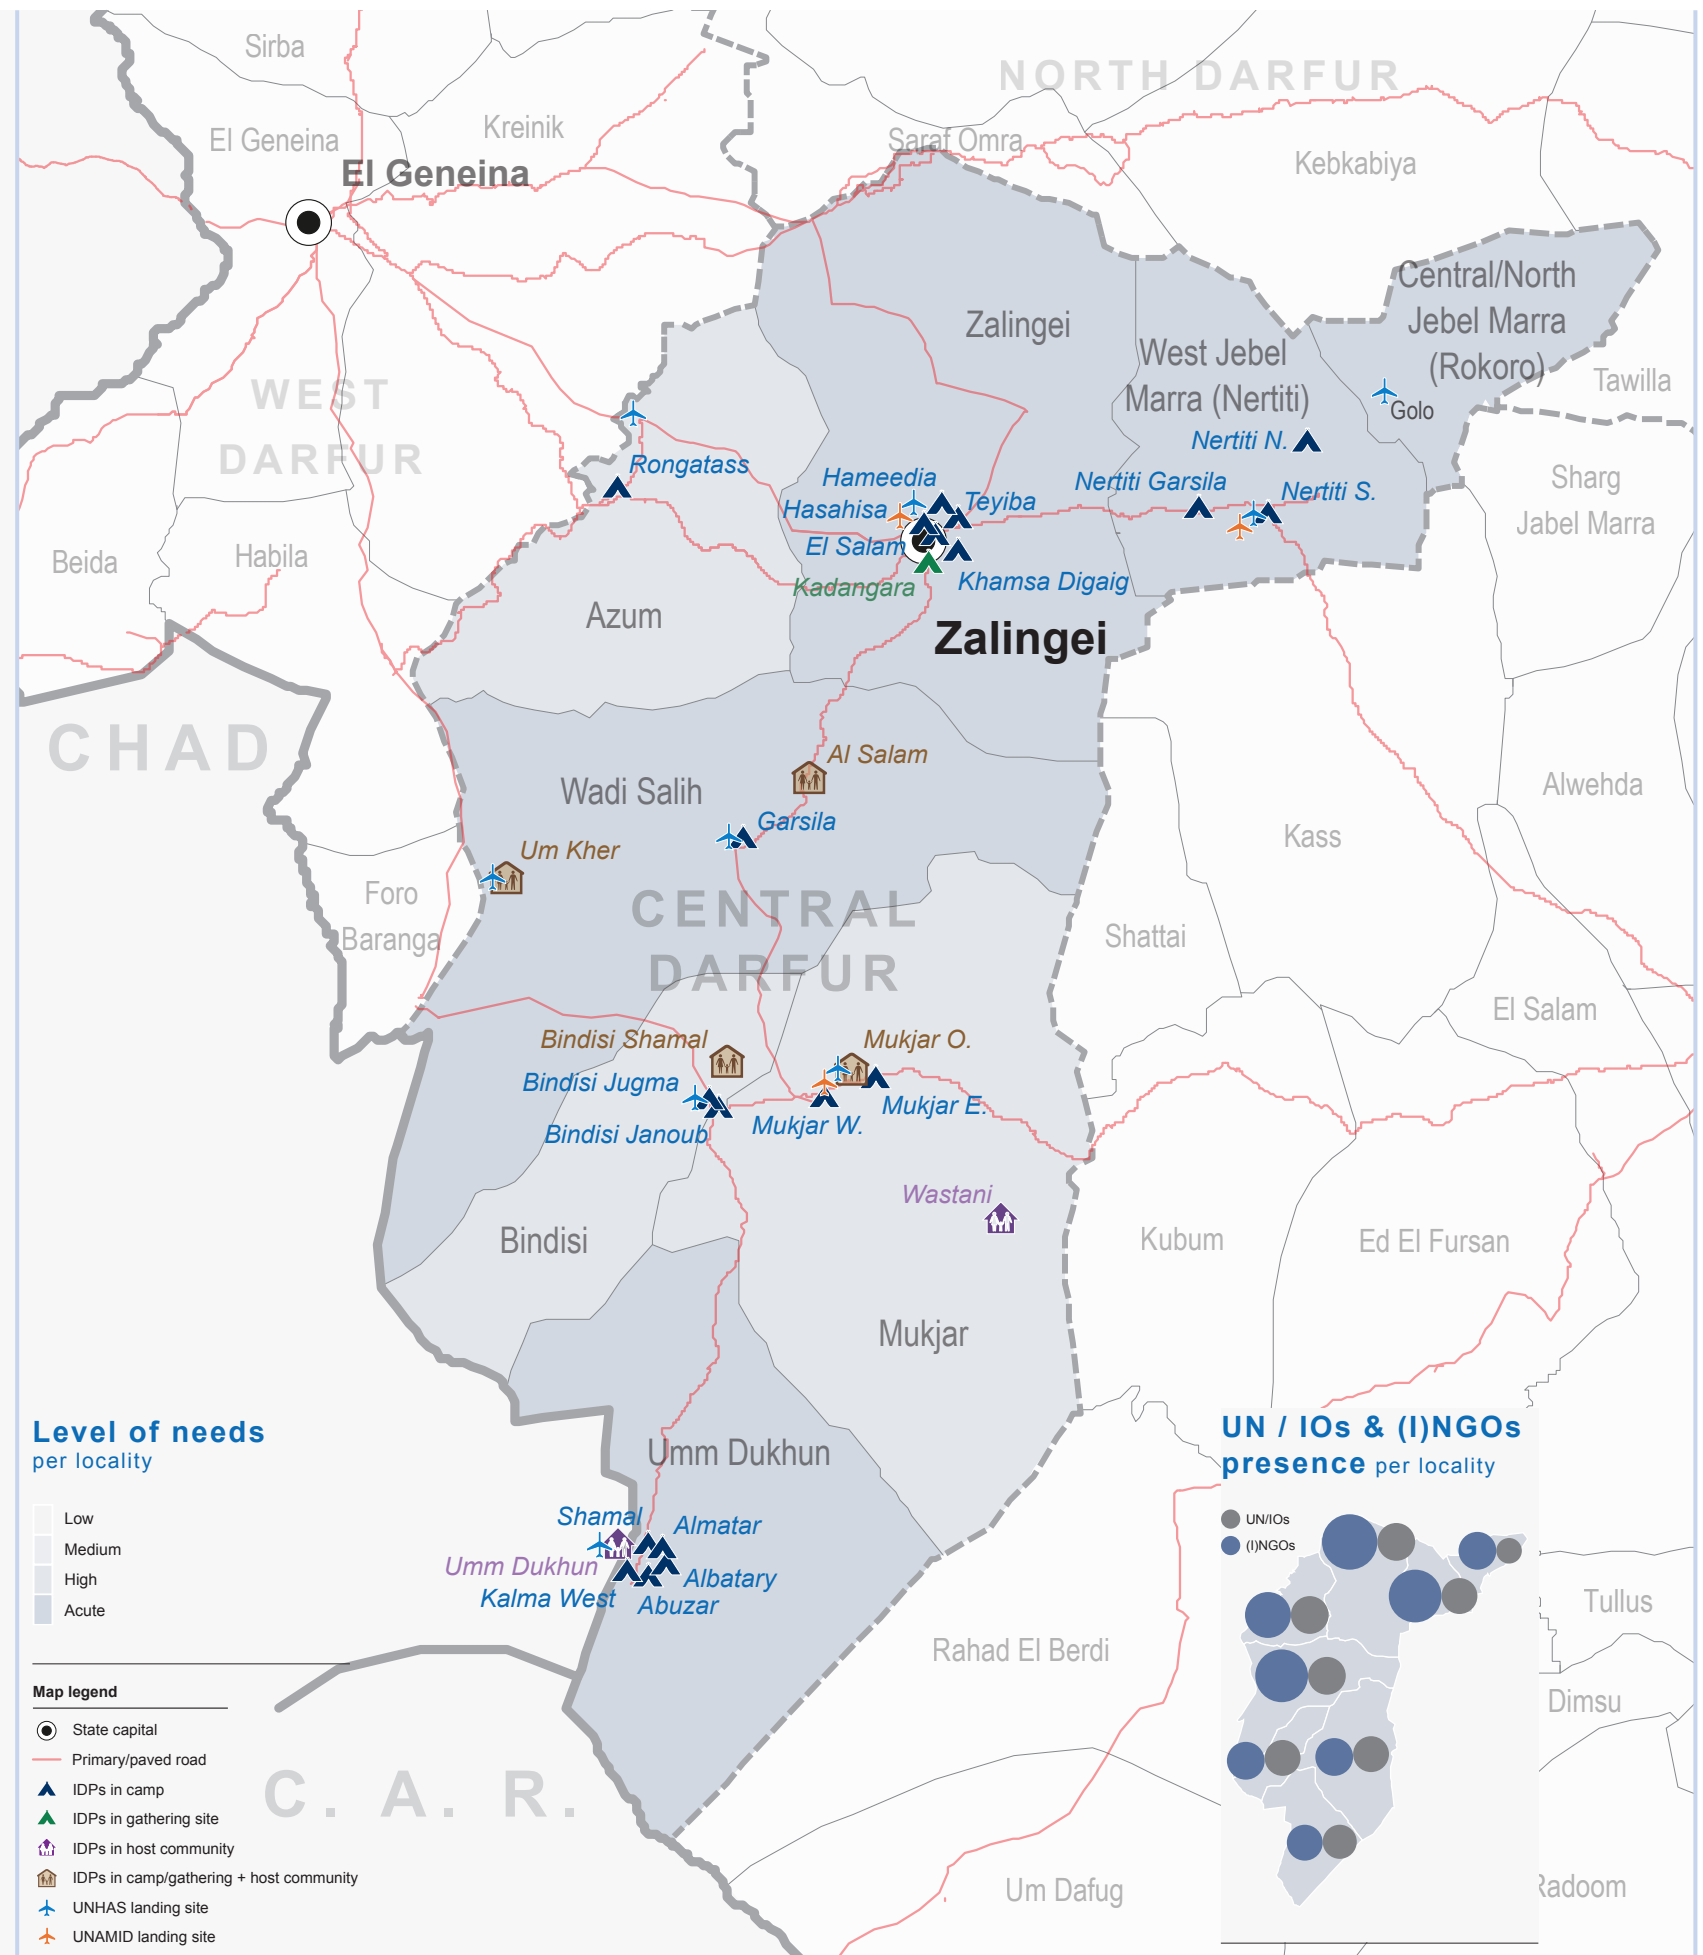 Sirba
NORTH DARFUR
El Geneina
Kreinik
Saraf Omra
Kebkabiya
El Geneina
Central/North
Jebel Marra
(Rokoro)
Zalingei
West Jebel
Marra (Nertiti)
WEST
DARFUR
Tawilla
Golo
Nertiti N.
Rongatass
Hameedia
Nertiti Garsila
Nertiti S.
Sharg
Jabel Marra
Hasahisa
Teyiba
El Salam
Beida
Habila
Kadangara
Khamsa Digaig
Azum
Zalingei
CHAD
Al Salam
Wadi Salih
Alwehda
Garsila
Kass
Um Kher
Foro
Baranga
CENTRAL
DARFUR
Shattai
El Salam
Bindisi Shamal
Mukjar O.
Bindisi Jugma
Mukjar E.
Bindisi Janoub
Mukjar W.
Wastani
Bindisi
Kubum
Ed El Fursan
Mukjar
Umm Dukhun
Shamal
Almatar
Umm Dukhun
Albatary
Kalma West
Abuzar
Rahad El Berdi
Tullus
Dimsu
C. A. R.
Um Dafug
Radoom
Level of needs
per locality
Low
Medium
High
Acute
Map legend
State capital
Primary/paved road
IDPs in camp
IDPs in gathering site
IDPs in host community
IDPs in camp/gathering + host community
UNHAS landing site
UNAMID landing site
UN / IOs & (I)NGOs
presence per locality
UN/IOs
(I)NGOs